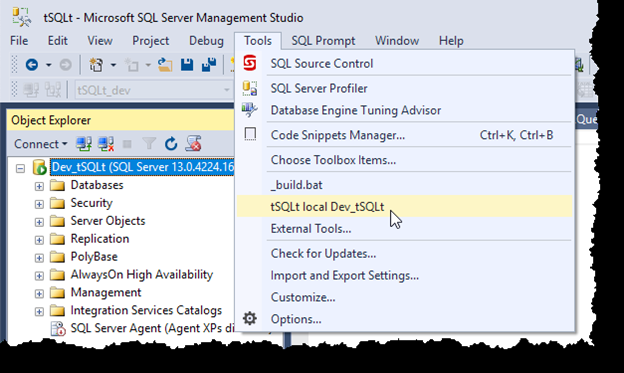 tSQLt - Microsoft SQL Server Management Studio
File Edit View Project Debug Tools SQL Prompt Window Help
tSQLt_dev
SQL Source Control
SQL Server Profiler
Database Engine Tuning Advisor
Code Snippets Manager... Ctrl+K, Ctrl+B
Choose Toolbox Items...
_build.bat
tSQLt local Dev_tSQLt
External Tools...
Check for Updates...
Import and Export Settings...
Customize...
Options...
Object Explorer
Connect
Dev_tSQLt (SQL Server 13.0.4224.16
Databases
Security
Server Objects
Replication
PolyBase
AlwaysOn High Availability
Management
Integration Services Catalogs
SQL Server Agent (Agent XPs di
Que